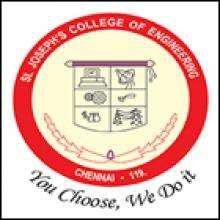 St. JOSEPH'S COLLEGE OF ENGINEERING
CHENNAI - 119.
You Choose, We Do it